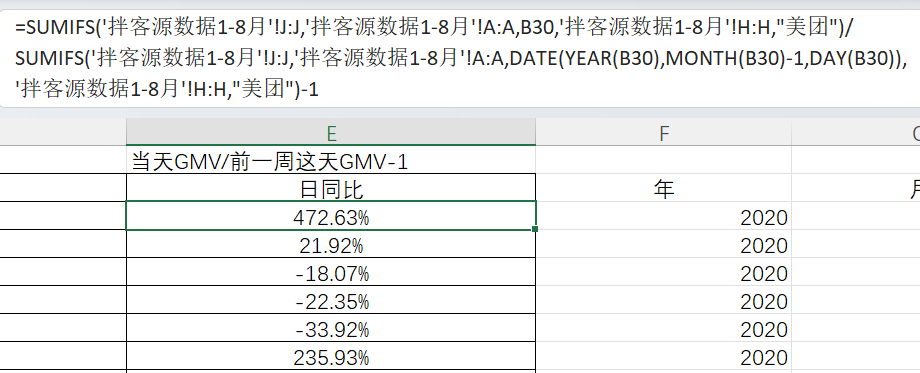 =SUMIFS('拌客源数据1-8月'!J:J,'拌客源数据1-8月'!A:A,B30,'拌客源数据1-8月'!H:H,"美团")/
SUMIFS('拌客源数据1-8月'!J:J,'拌客源数据1-8月'!A:A,DATE(YEAR(B30),MONTH(B30)-1,DAY(B30)),
'拌客源数据1-8月'!H:H,"美团")-1
E F
当天GMV/前一周这天GMV-1
日同比 年
472.63% 2020
21.92% 2020
-18.07% 2020
-22.35% 2020
-33.92% 2020
235.93% 2020